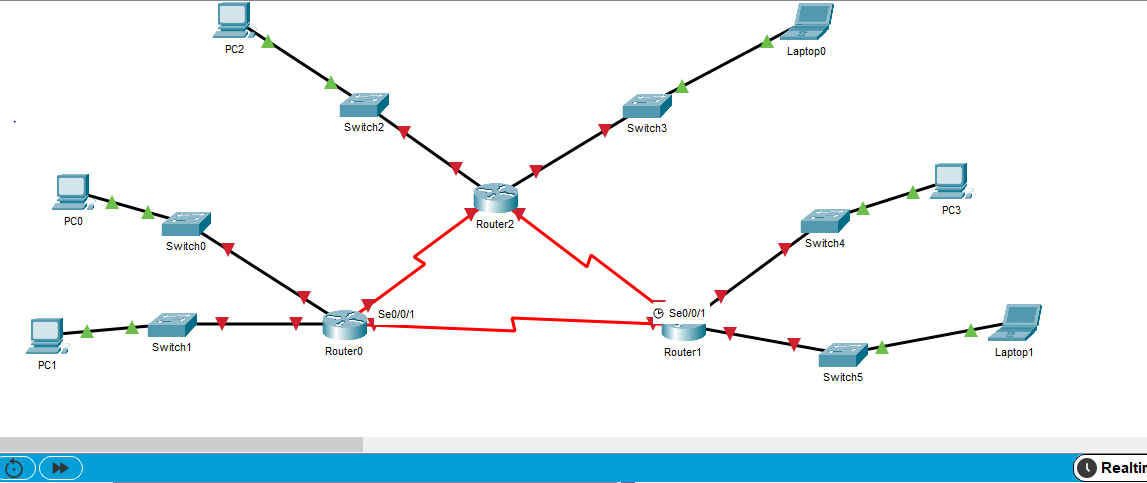 PC2
Laptop0
Switch2
Switch3
PC0
Switch0
Router2
PC3
Switch4
Se0/0/1
Se0/0/1
PC1
Switch1
Router0
Router1
Laptop1
Switch5
Realtim